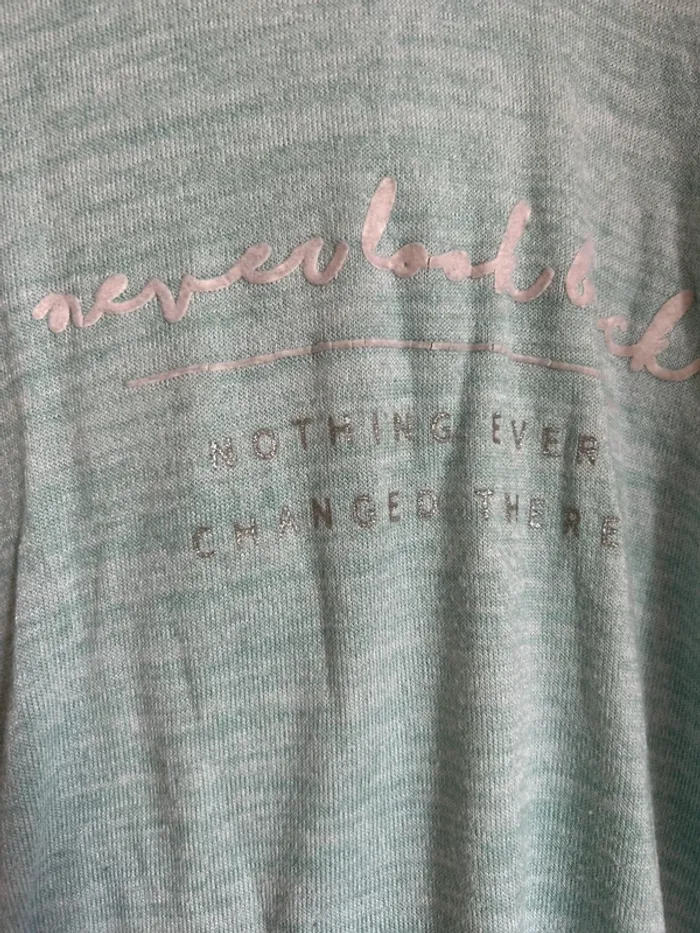 never look back
NOTHING EVER
CHANGED THERE